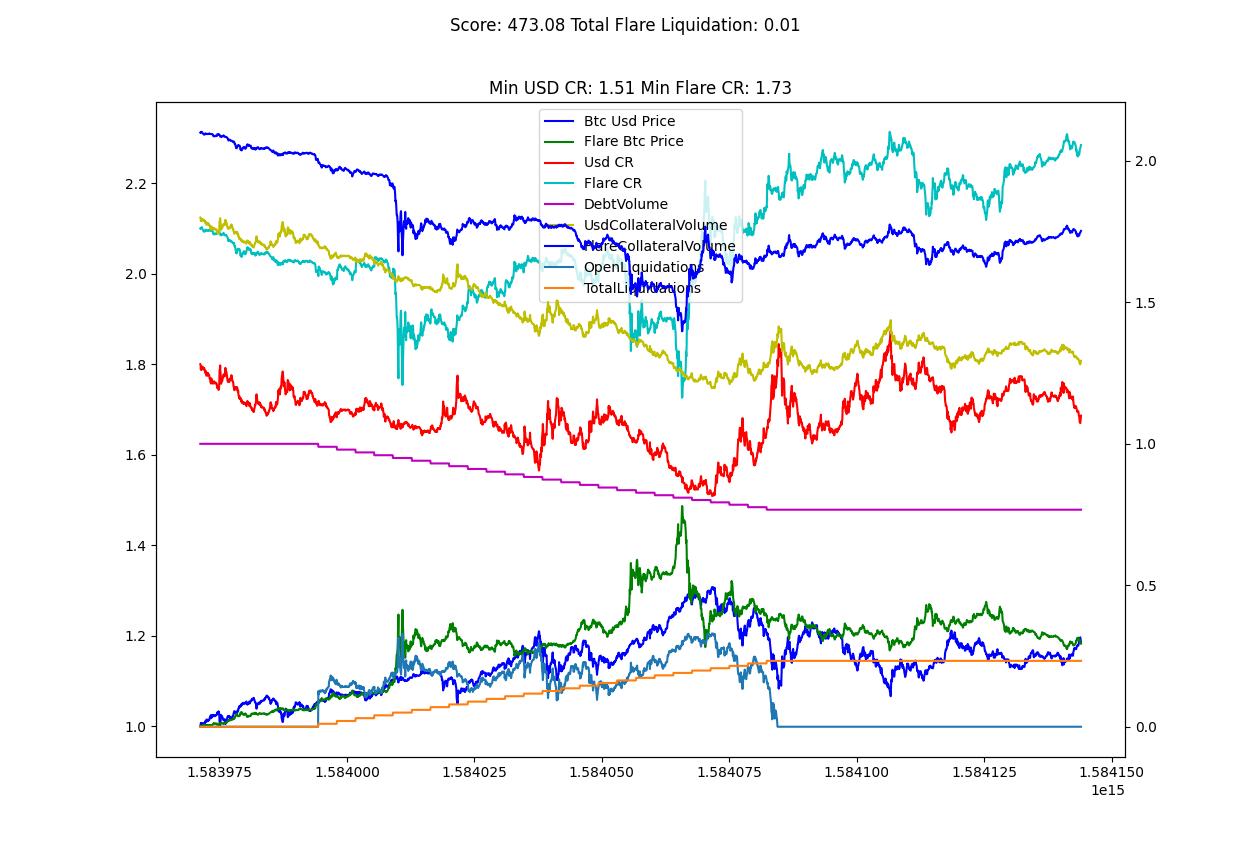 Score: 473.08 Total Flare Liquidation: 0.01
Min USD CR: 1.51 Min Flare CR: 1.73
Btc Usd Price
Flare Btc Price
Usd CR
Flare CR
DebtVolume
UsdCollateralVolume
FlareCollateralVolume
OpenLiquidations
TotalLiquidations
2.2
2.0
1.8
1.6
1.4
1.2
1.0
2.0
1.5
1.0
0.5
0.0
1.583975 1.584000 1.584025 1.584050 1.584075 1.584100 1.584125 1.584150
1e15